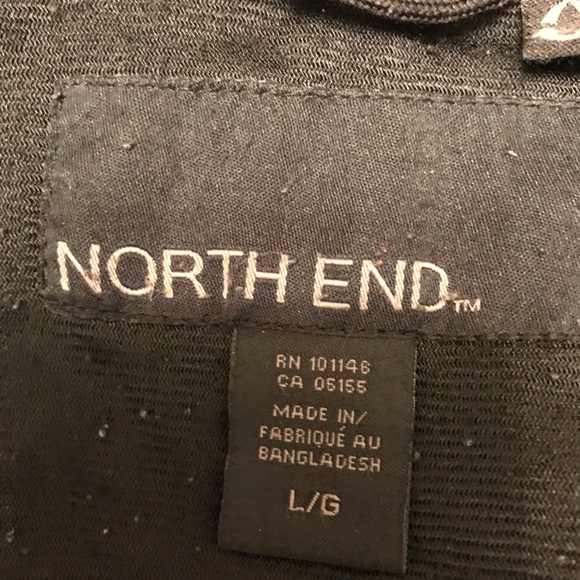 NORTH END™
RN 101146
CA 05155
MADE IN/
FABRIQUÉ AU
BANGLADESH
L/G